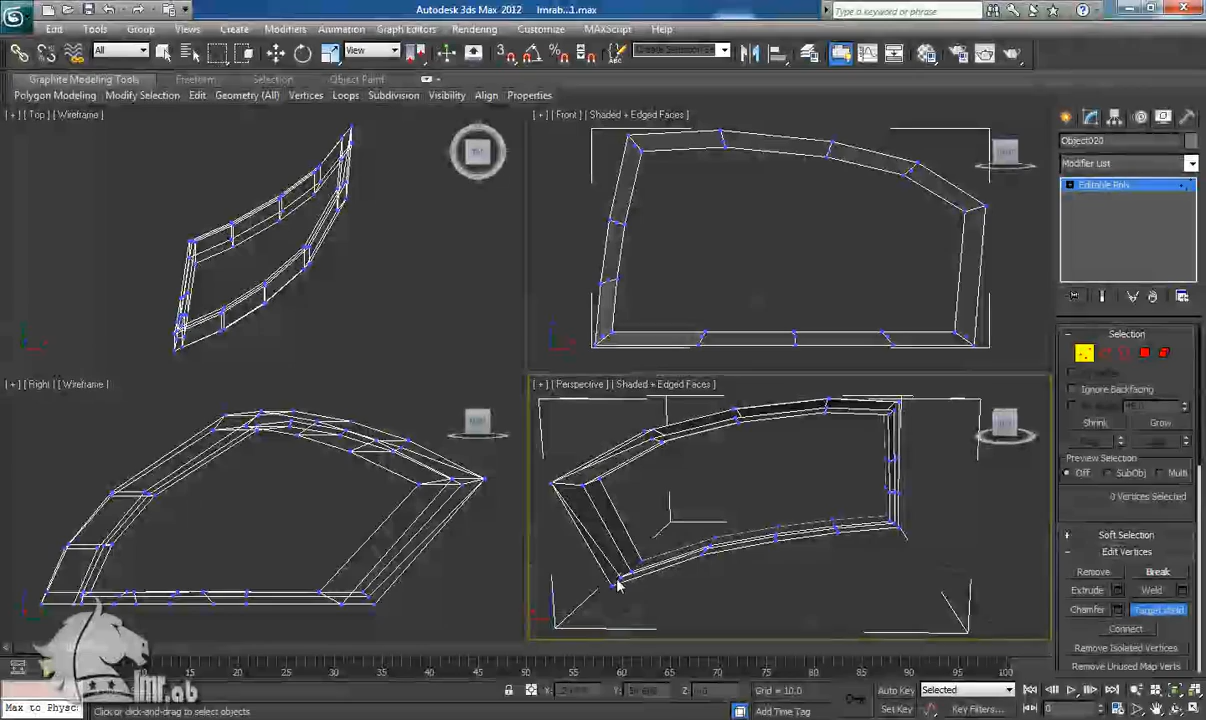 Autodesk 3ds Max 2012 lmrab...1.max
Type a keyword or phrase
Edit Tools Group Views Create Modifiers Animation Graph Editors Rendering Customize MAXScript Help
All View
Graphite Modeling Tools Freeform Selection Object Paint
Polygon Modeling Modify Selection Edit Geometry (All) Vertices Loops Subdivision Visibility Align Properties
[ + ] [ Top ] [ Wireframe ]
[ + ] [ Front ] [ Shaded + Edged Faces ]
Object020
Modifier List
Editable Poly
Selection
Ignore Backfacing
Shrink Grow
Preview Selection
Off SubObj Multi
0 Vertices Selected
[ + ] [ Right ] [ Wireframe ]
[ + ] [ Perspective ] [ Shaded + Edged Faces ]
Soft Selection
Edit Vertices
Remove Break
Extrude Weld
Chamfer Target Weld
Connect
Remove Isolated Vertices
Remove Unused Map Verts
15 20 25 30 35 40 45 50 55 60 65 70 75 80 85 90 95 100
lMr.ab
X: Y: Z: Grid = 10.0
Auto Key Selected
Set Key Key Filters... 0
Max to Physc
Click or click-and-drag to select objects
Add Time Tag